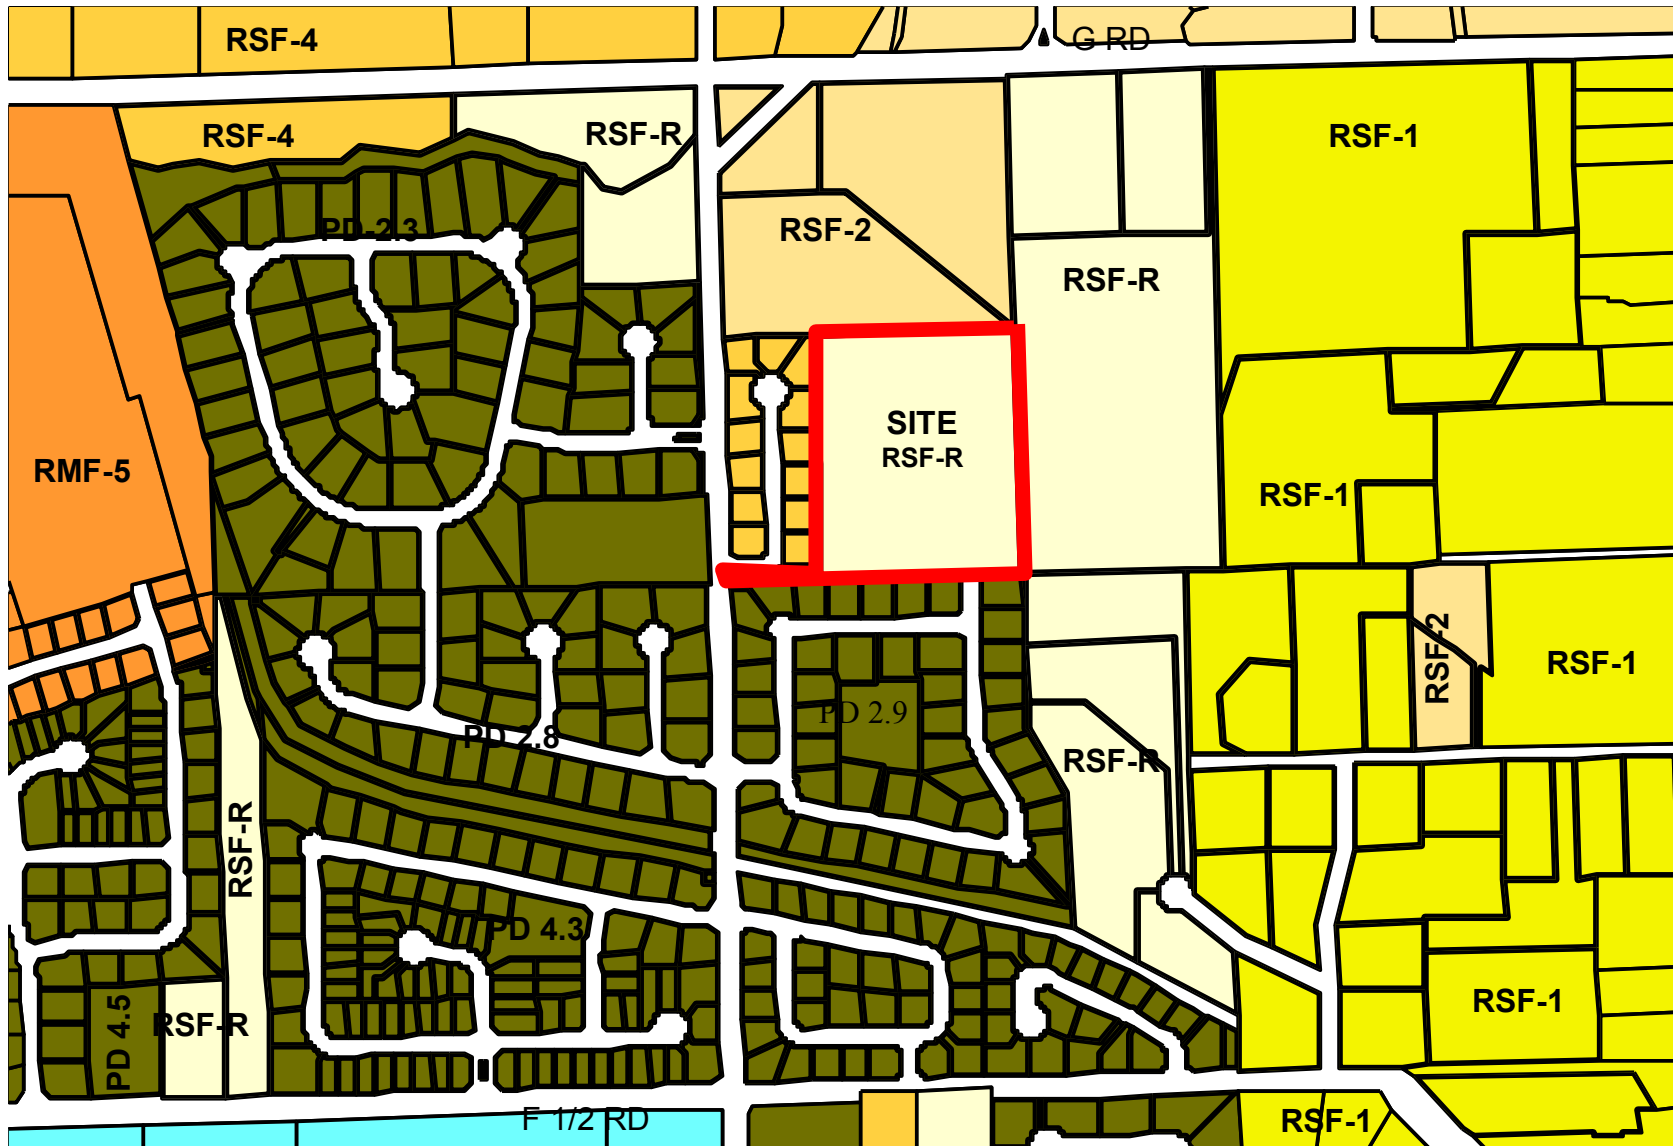 RSF-4
G RD
RSF-4
RSF-R
RSF-1
PD-2.3
RSF-2
RSF-R
SITE
RSF-R
RMF-5
RSF-1
RSF-2
RSF-1
PD 2.9
PD 2.8
RSF-R
RSF-R
PD 4.3
RSF-1
PD 4.5
RSF-R
F 1/2 RD
RSF-1